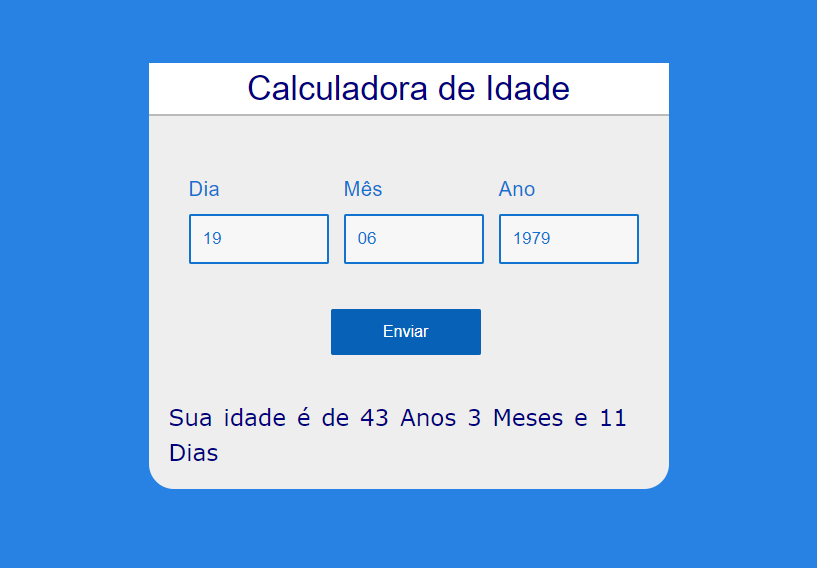 Calculadora de Idade
Dia Mês Ano
19 06 1979
Enviar
Sua idade é de 43 Anos 3 Meses e 11
Dias